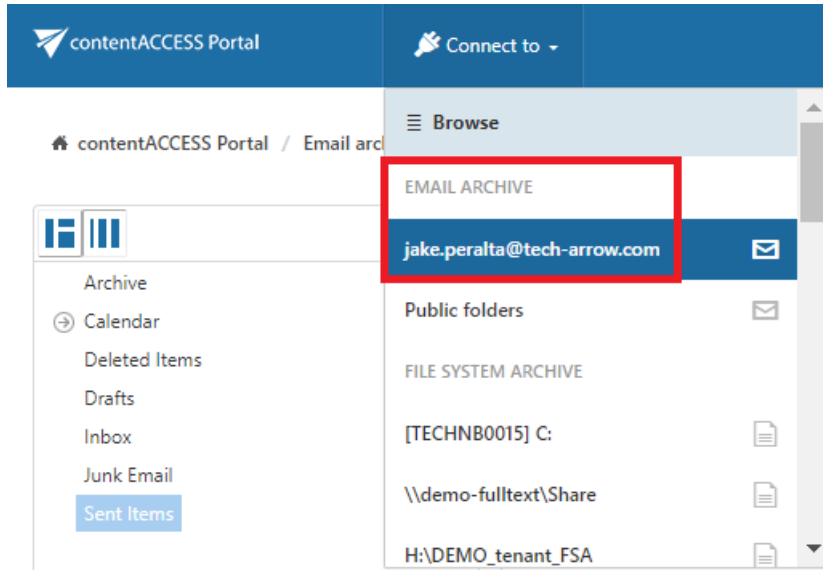 contentACCESS Portal
Connect to
Browse
contentACCESS Portal / Email arc
EMAIL ARCHIVE
jake.peralta@tech-arrow.com
Public folders
FILE SYSTEM ARCHIVE
[TECHNB0015] C:
\\demo-fulltext\Share
H:\DEMO_tenant_FSA
Archive
Calendar
Deleted Items
Drafts
Inbox
Junk Email
Sent Items